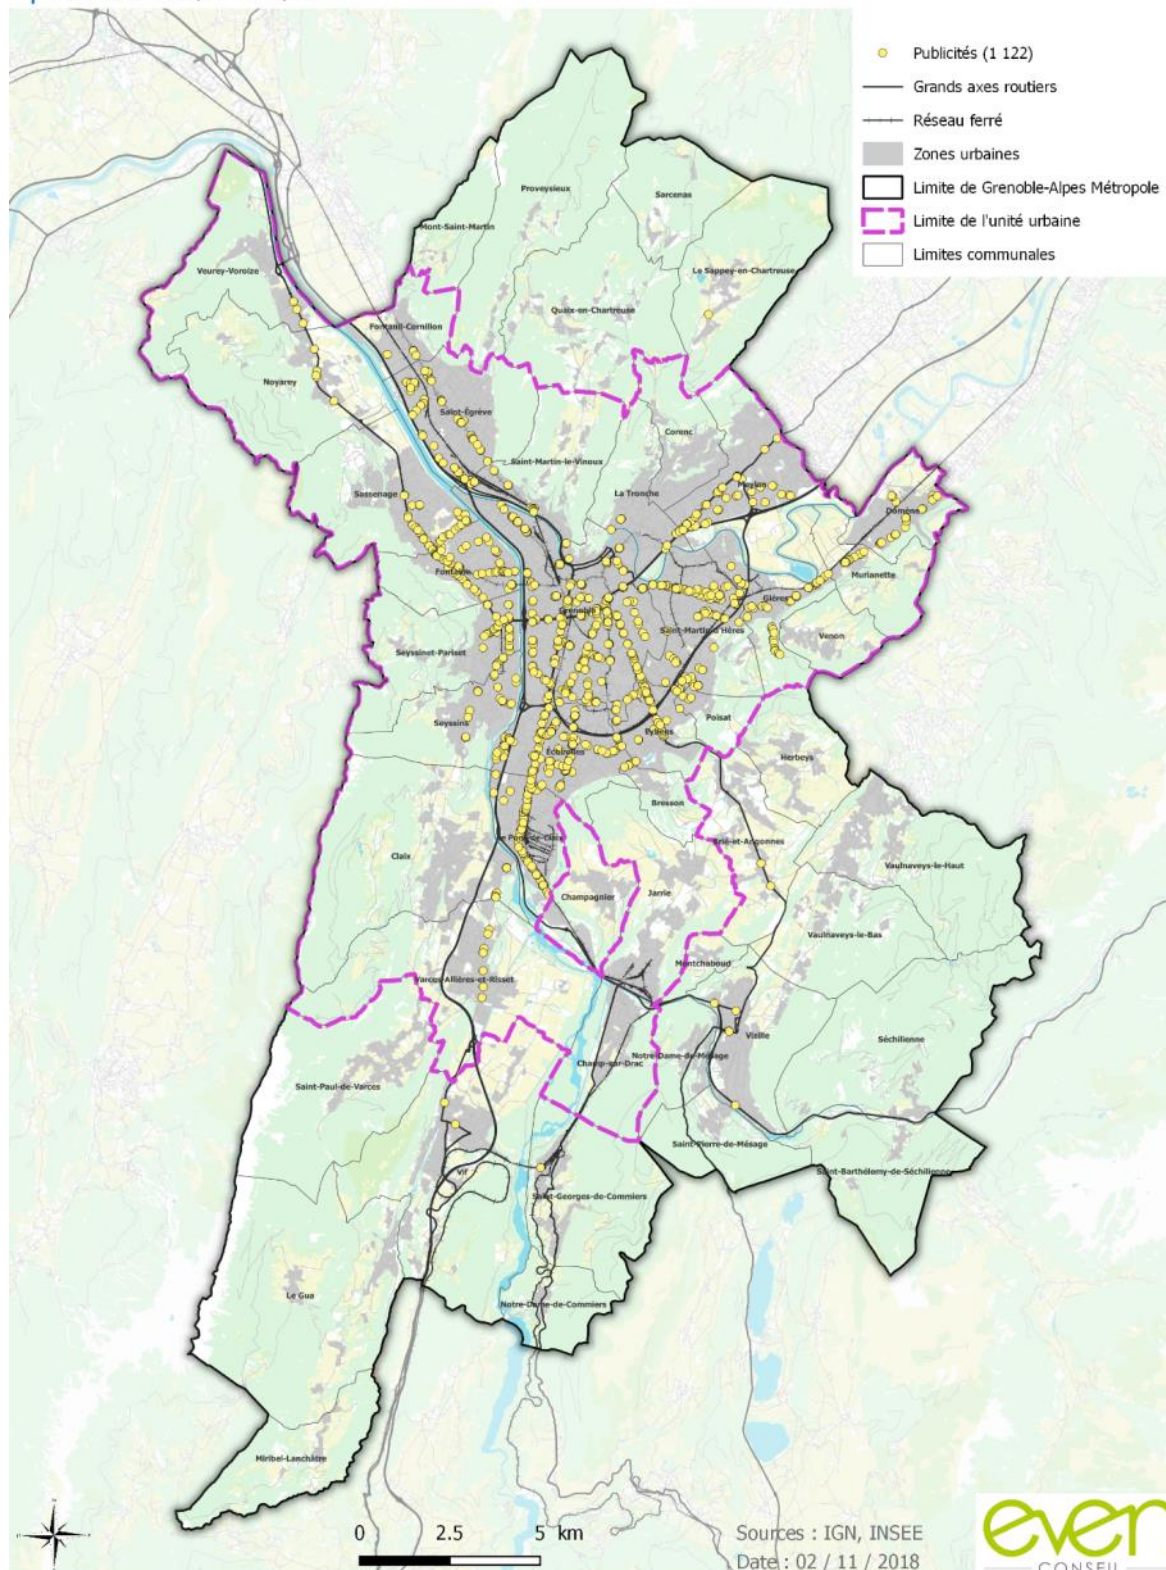 Publicités (1 122)
Grands axes routiers
Réseau ferré
Zones urbaines
Limite de Grenoble-Alpes Métropole
Limite de l'unité urbaine
Limites communales
Proveysieux
Sarcenas
Mont-Saint-Martin
Le Sappey-en-Chartreuse
Veurey-Voroize
Quaix-en-Chartreuse
Fontanil-Cornillon
Noyarey
Saint-Égrève
Corenc
Saint-Martin-le-Vinoux
Meylan
Sassenage
La Tronche
Domène
Fontaine
Murianette
Gières
Grenoble
Saint-Martin-d'Hères
Venon
Seyssinet-Pariset
Seyssins
Poisat
Eybens
Échirolles
Herbeys
Bresson
Le Pont-de-Claix
Brié-et-Angonnes
Claix
Vaulnaveys-le-Haut
Champagnier
Jarrie
Vaulnaveys-le-Bas
Montchaboud
Varces-Allières-et-Risset
Vizille
Séchilienne
Notre-Dame-de-Mésage
Champ-sur-Drac
Saint-Paul-de-Varces
Saint-Pierre-de-Mésage
Vif
Saint-Barthélemy-de-Séchilienne
Saint-Georges-de-Commiers
Le Gua
Notre-Dame-de-Commiers
Miribel-Lanchâtre
0 2.5 5 km
Sources : IGN, INSEE
Date : 02 / 11 / 2018
even
CONSEIL